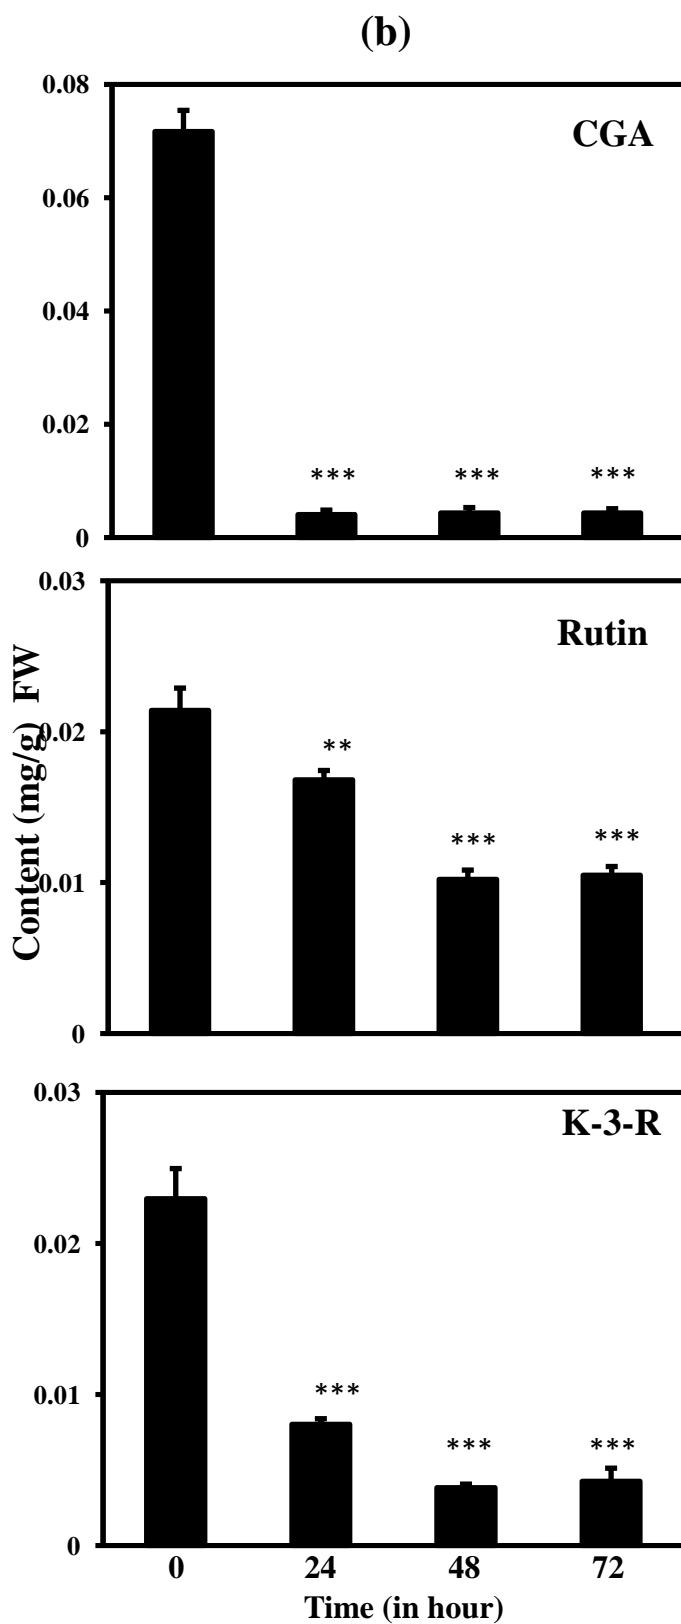 (b)
0.08
CGA
0.06
0.04
0.02
*** *** ***
0
0.03
Rutin
Content (mg/g) FW
0.02
**
*** ***
0.01
0
0.03
K-3-R
0.02
0.01
***
*** ***
0
0 24 48 72
Time (in hour)